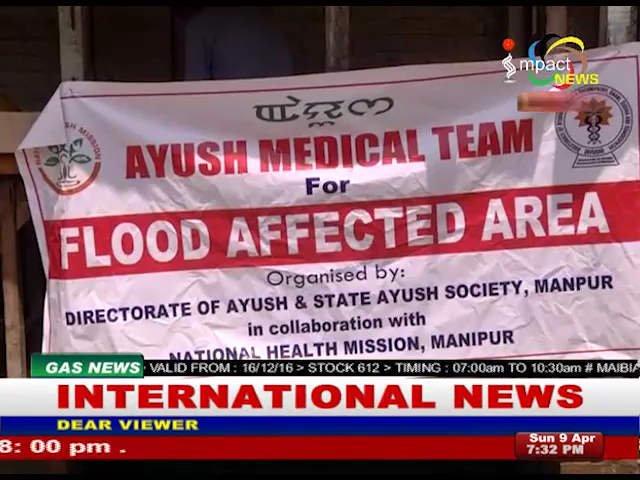 impact
NEWS
AYUSH MEDICAL TEAM
For
FLOOD AFFECTED AREA
Organised by:
DIRECTORATE OF AYUSH & STATE AYUSH SOCIETY, MANPUR
in collaboration with
NATIONAL HEALTH MISSION, MANIPUR
GAS NEWS
VALID FROM : 16/12/16 > STOCK 612 > TIMING : 07:00am TO 10:30am # MAIBA
INTERNATIONAL NEWS
DEAR VIEWER
8: 00 pm .
Sun 9 Apr
7:32 PM